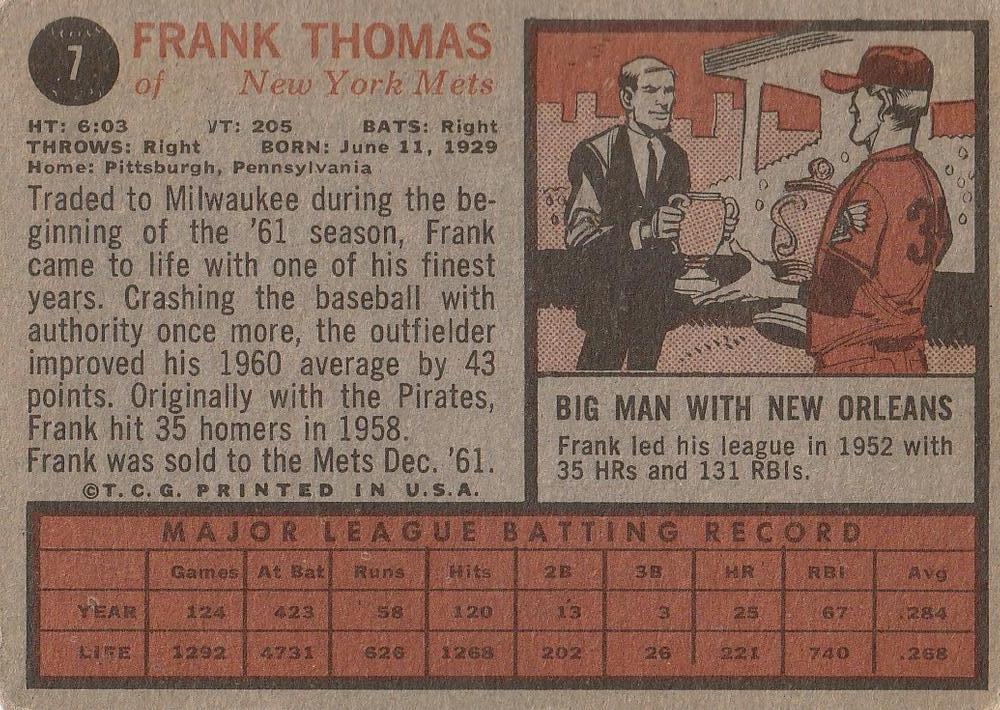 7
FRANK THOMAS
of New York Mets
HT: 6:03 VT: 205 BATS: Right
THROWS: Right BORN: June 11, 1929
Home: Pittsburgh, Pennsylvania
Traded to Milwaukee during the be-
ginning of the '61 season, Frank
came to life with one of his finest
years. Crashing the baseball with
authority once more, the outfielder
improved his 1960 average by 43
points. Originally with the Pirates,
Frank hit 35 homers in 1958.
Frank was sold to the Mets Dec. '61.
©T.C.G. PRINTED IN U.S.A.
3
BIG MAN WITH NEW ORLEANS
Frank led his league in 1952 with
35 HRs and 131 RBIs.
MAJOR LEAGUE BATTING RECORD
Games At Bat Runs Hits 2B 3B HR RBI Avg
YEAR 124 423 58 120 13 3 25 67 .284
LIFE 1292 4731 626 1268 202 26 221 740 .268